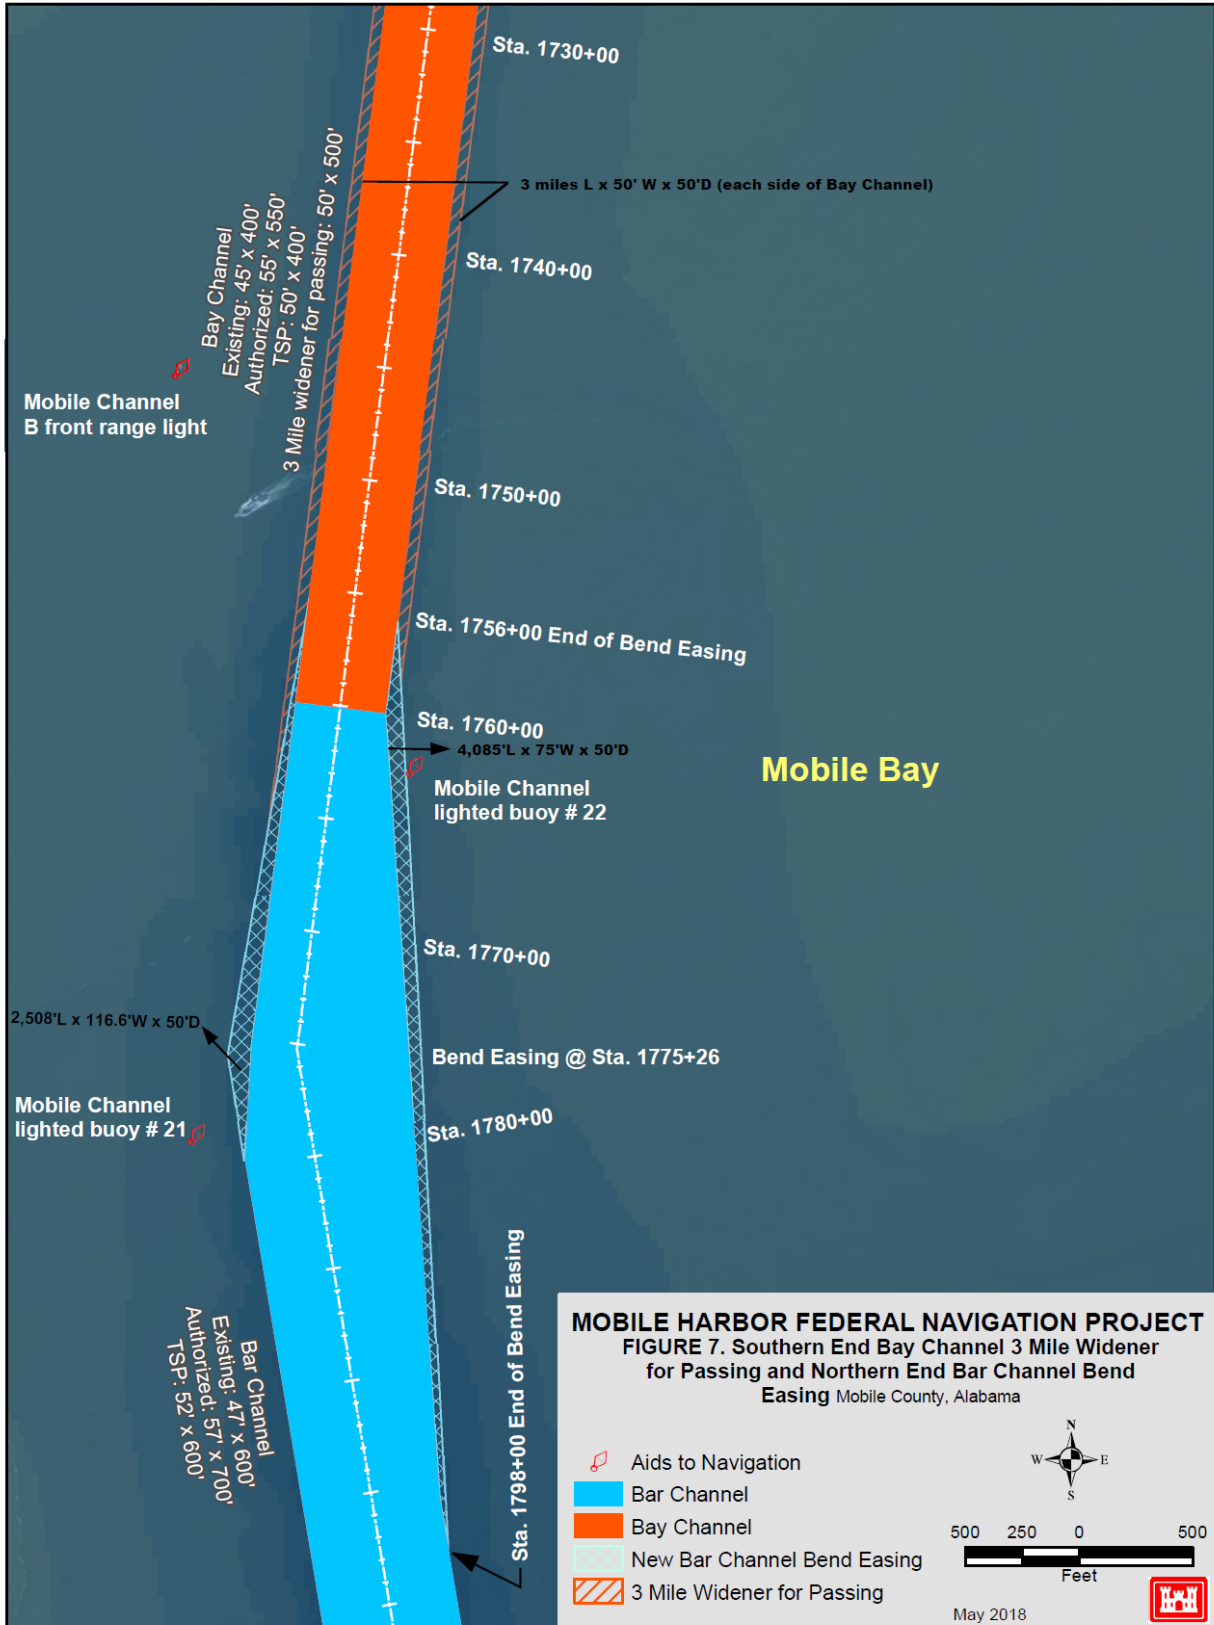 Sta. 1730+00
3 miles L x 50' W x 50'D (each side of Bay Channel)
Bay Channel
Existing: 45' x 400'
Authorized: 55' x 550'
TSP: 50' x 400'
3 Mile widener for passing: 50' x 500'
Sta. 1740+00
Mobile Channel
B front range light
Sta. 1750+00
Sta. 1756+00 End of Bend Easing
Sta. 1760+00
4,085'L x 75'W x 50'D
Mobile Channel
lighted buoy # 22
Mobile Bay
Sta. 1770+00
2,508'L x 116.6'W x 50'D
Bend Easing @ Sta. 1775+26
Mobile Channel
lighted buoy # 21
Sta. 1780+00
Sta. 1798+00 End of Bend Easing
Bar Channel
Existing: 47' x 600'
Authorized: 57' x 700'
TSP: 52' x 600'
MOBILE HARBOR FEDERAL NAVIGATION PROJECT
FIGURE 7. Southern End Bay Channel 3 Mile Widener
for Passing and Northern End Bar Channel Bend
Easing Mobile County, Alabama
N
W E
S
Aids to Navigation
Bar Channel
Bay Channel
New Bar Channel Bend Easing
3 Mile Widener for Passing
500 250 0 500
Feet
May 2018